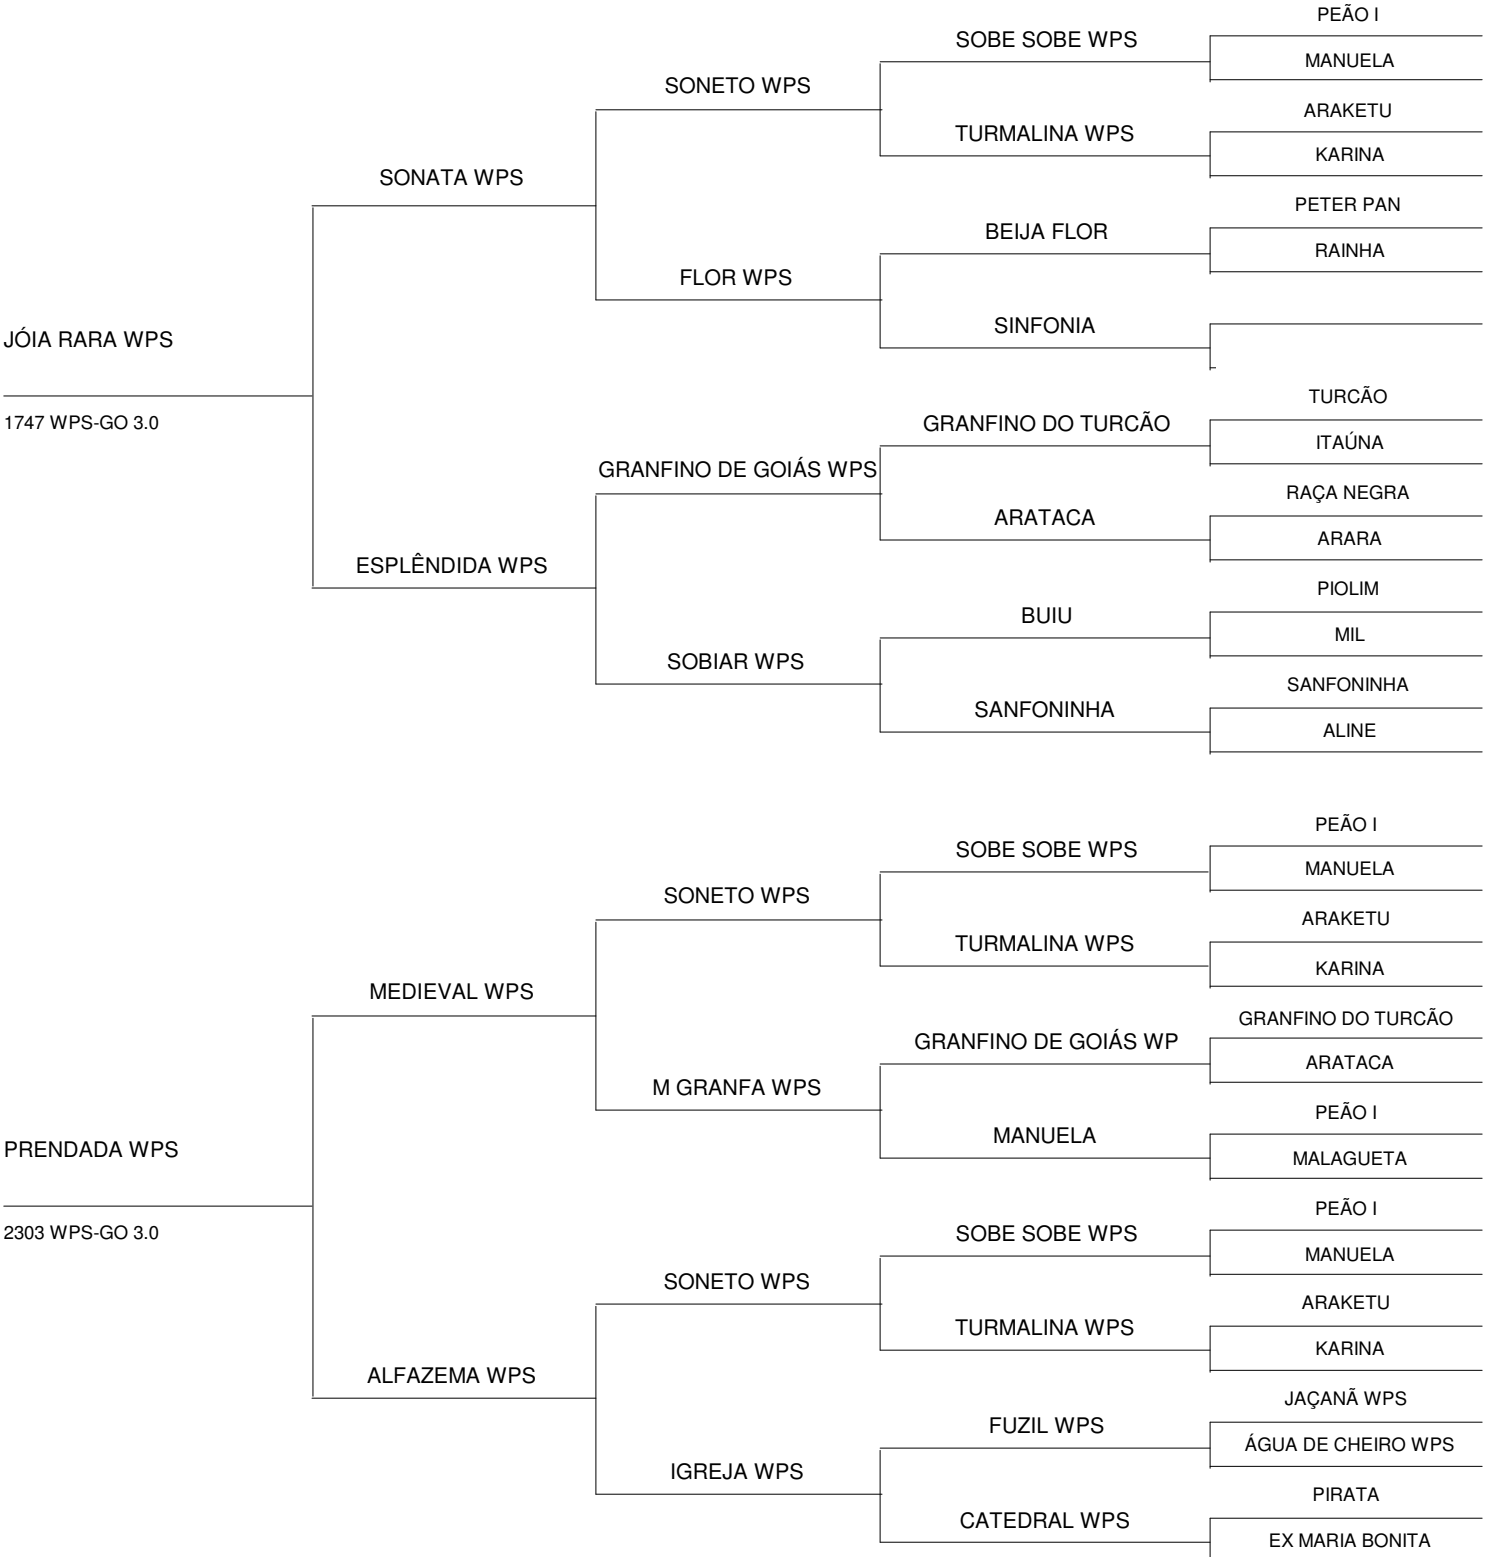 PEÃO I
SOBE SOBE WPS
MANUELA
SONETO WPS
ARAKETU
TURMALINA WPS
KARINA
SONATA WPS
PETER PAN
BEIJA FLOR
RAINHA
FLOR WPS
SINFONIA
JÓIA RARA WPS
1747 WPS-GO 3.0
TURCÃO
GRANFINO DO TURCÃO
ITAÚNA
GRANFINO DE GOIÁS WPS
RAÇA NEGRA
ARATACA
ARARA
ESPLÊNDIDA WPS
PIOLIM
BUIU
MIL
SOBIAR WPS
SANFONINHA
SANFONINHA
ALINE
PEÃO I
SOBE SOBE WPS
MANUELA
SONETO WPS
ARAKETU
TURMALINA WPS
KARINA
MEDIEVAL WPS
GRANFINO DO TURCÃO
GRANFINO DE GOIÁS WP
ARATACA
M GRANFA WPS
PEÃO I
MANUELA
MALAGUETA
PRENDADA WPS
2303 WPS-GO 3.0
PEÃO I
SOBE SOBE WPS
MANUELA
SONETO WPS
ARAKETU
TURMALINA WPS
KARINA
ALFAZEMA WPS
JAÇANÃ WPS
FUZIL WPS
ÁGUA DE CHEIRO WPS
IGREJA WPS
PIRATA
CATEDRAL WPS
EX MARIA BONITA